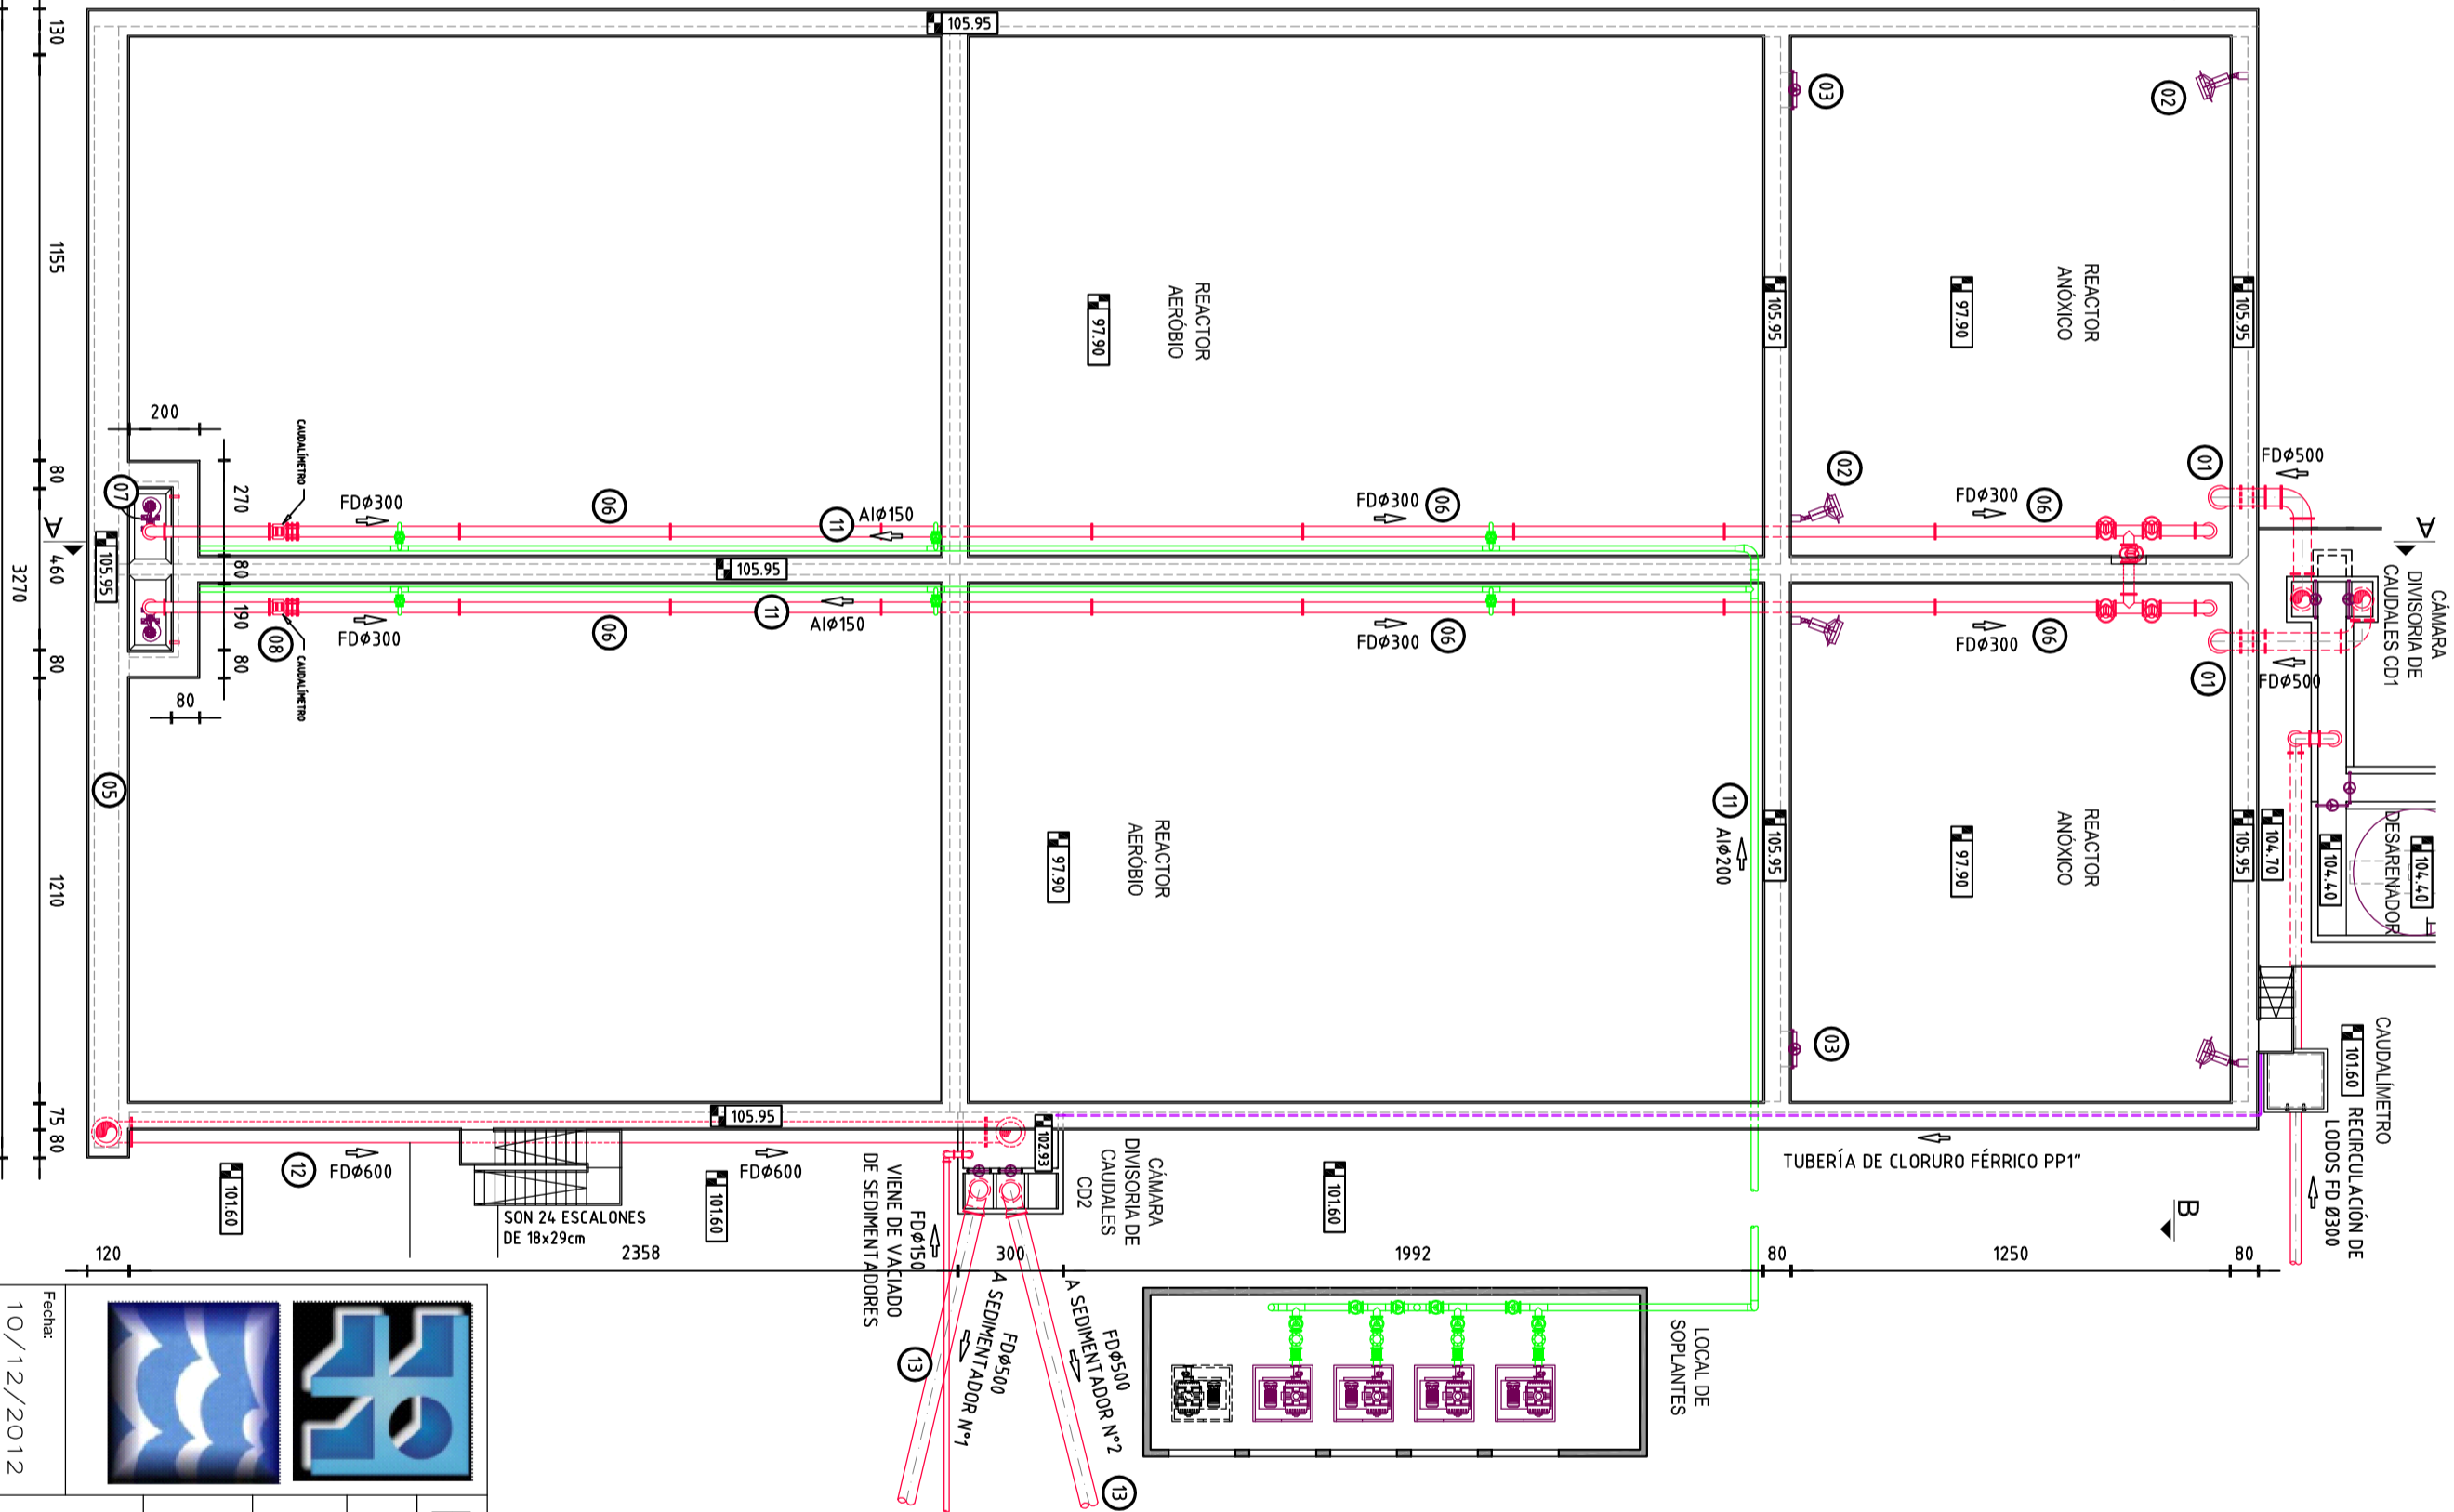 105.95
130
1155
80
460
80
1210
75
80
3270
03
02
REACTOR
AERÓBIO
97.90
105.95
REACTOR
ANÓXICO
97.90
105.95
200
270
80
190
80
80
CAUDALÍMETRO
07
A
105.95
FDØ300
06
11
AIØ150
FDØ300
06
02
FDØ300
06
01
FDØ500
A
CÁMARA
DIVISORIA DE
CAUDALES CD1
105.95
FDØ300
08
CAUDALÍMETRO
06
11
AIØ150
FDØ300
06
FDØ300
06
01
FDØ500
05
REACTOR
AERÓBIO
97.90
11
AIØ200
105.95
REACTOR
ANÓXICO
97.90
105.95
104.70
104.40
DESARENADOR
104.40
03
CAUDALÍMETRO
101.60
RECIRCULACIÓN DE
LODOS FD Ø300
105.95
102.93
CÁMARA
DIVISORIA DE
CAUDALES
CD2
TUBERÍA DE CLORURO FÉRRICO PP1"
101.60
12
FDØ600
101.60
FDØ600
SON 24 ESCALONES
DE 18x29cm
VIENE DE VACIADO
DE SEDIMENTADORES
FDØ150
101.60
B
120
2358
300
1992
80
1250
80
13
FDØ500
A SEDIMENTADOR N°1
FDØ500
A SEDIMENTADOR N°2
13
LOCAL DE
SOPLANTES
Fecha:
10/12/2012